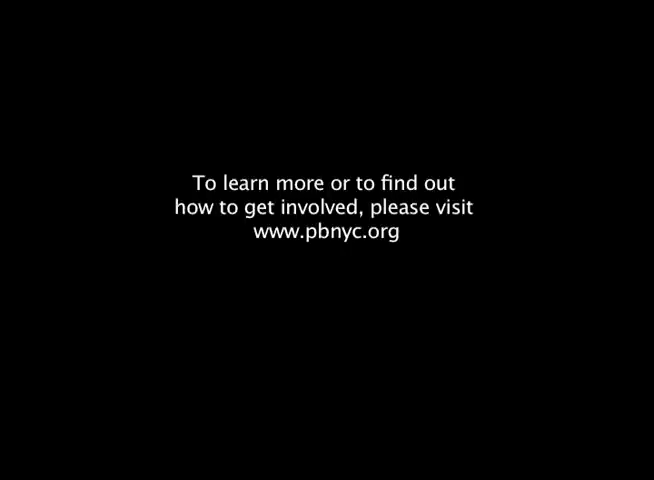 To learn more or to find out
how to get involved, please visit
www.pbnyc.org